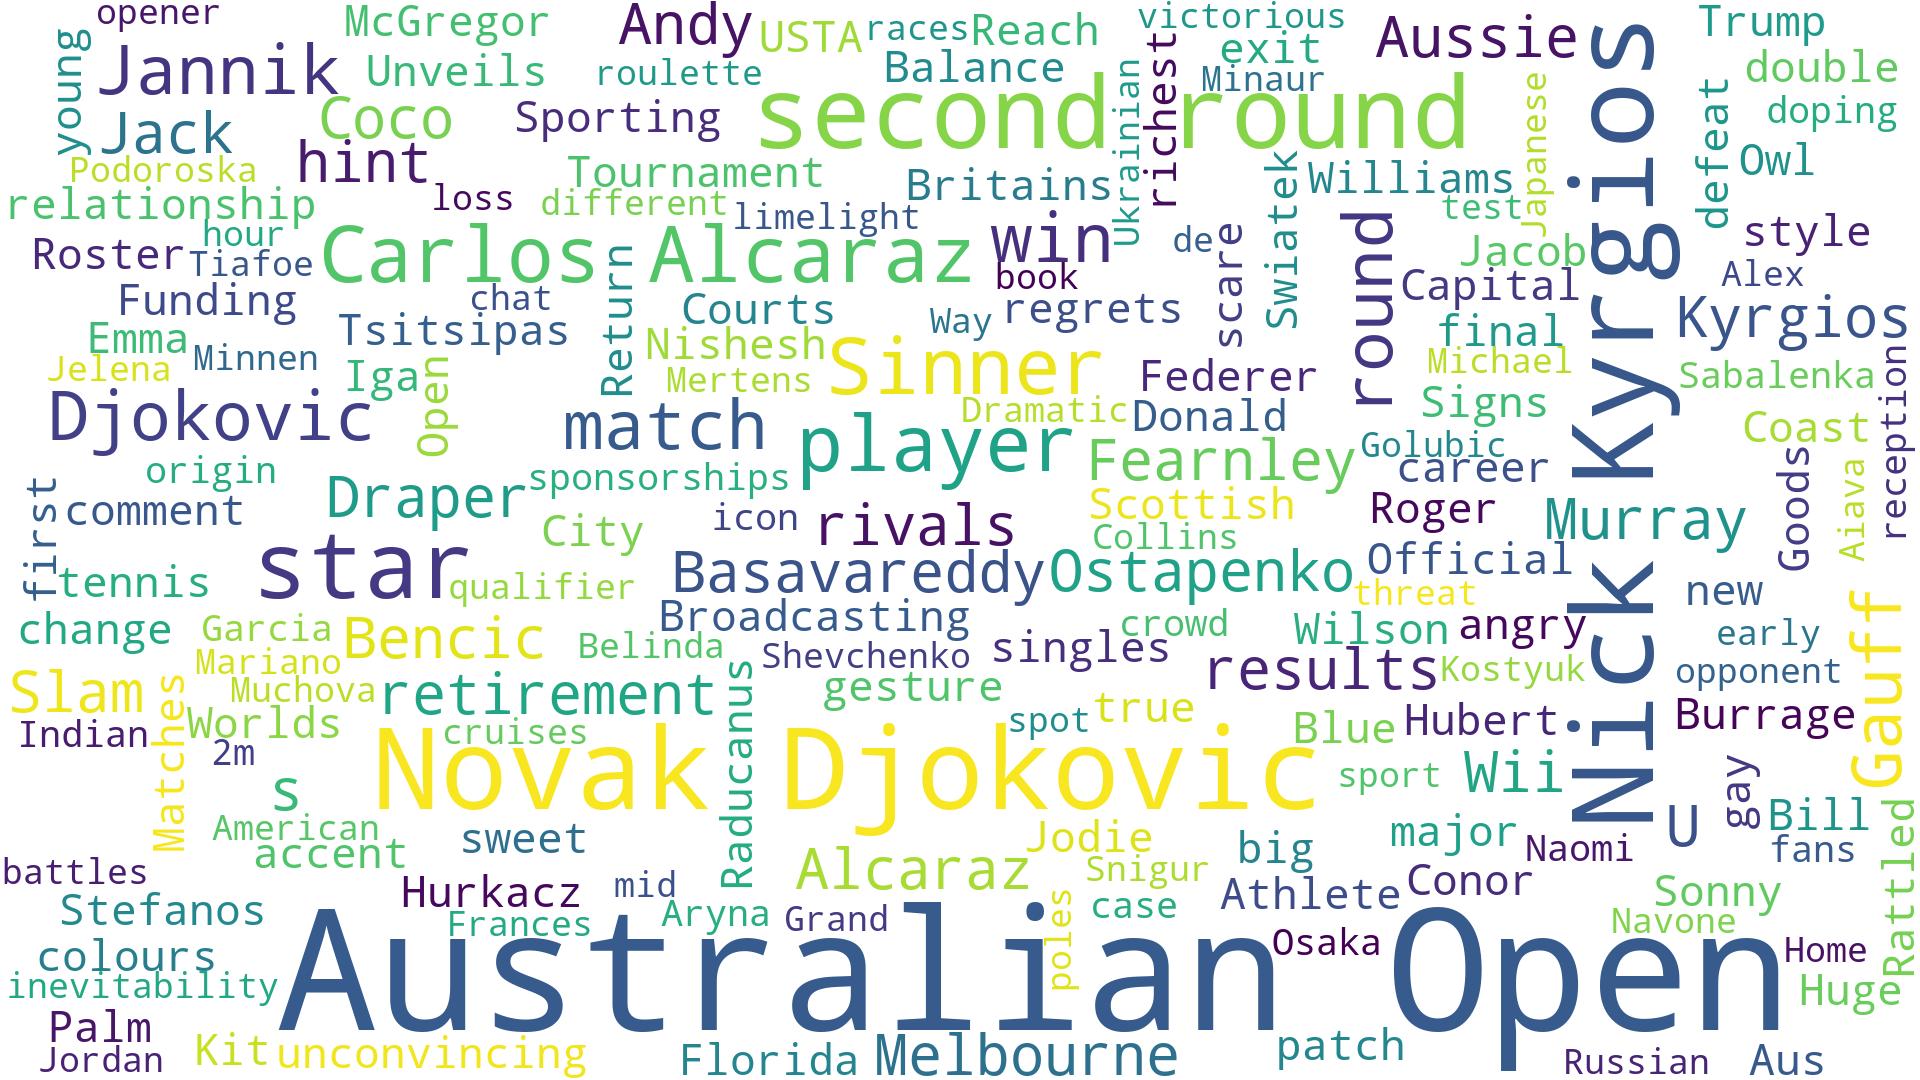 opener
McGregor
Andy
USTA
races
Reach
victorious
exit
Aussie
Trump
young
Jannik
Unveils
roulette
Balance
Minaur
double
Jack
Coco
Sporting
second round
Ukrainian
richest
Japanese
Nick Kyrgios
defeat
doping
Podoroska
hint
Tournament
Britains
Swiatek
Williams
Owl
relationship
loss
different
limelight
test
hour
Roster
Tiafoe
Carlos Alcaraz
win
de
scare
round
Jacob
style
Funding
chat
Return
Courts
book
Way
regrets
Capital
Alex
Emma
Minnen
Tsitsipas
Nishesh
Sinner
final
Kyrgios
Jelena
Iga
Open
Mertens
Federer
Michael
Sabalenka
reception
Djokovic
match
player
Dramatic
Donald
Signs
Coast
origin
sponsorships
Fearnley
Golubic
career
Goods
Aiava
first
comment
Draper
City
icon
rivals
Scottish
Collins
Roger
Murray
star
tennis
qualifier
Basavareddy
Ostapenko
Official
threat
new
Gauff
change
Garcia
Bencic
Broadcasting
Belinda
crowd
Wilson
angry
early
Mariano
Shevchenko
singles
results
Kostyuk
opponent
Slam
Matches
Muchova
retirement
Raducanus
gesture
Indian
Worlds
cruises
spot
true
Blue
Hubert
Burrage
2m
Novak Djokovic
sport
Wii
gay
s
American
accent
sweet
Jodie
big
major
U
Bill
Rattled
Naomi
fans
battles
Hurkacz
mid
Alcaraz
Snigur
Athlete
Conor
Sonny
Stefanos
Frances
Aryna
Grand
poles
case
Navone
colours
Australian Open
Osaka
Home
inevitability
Huge
Palm
Jordan
Kit
unconvincing
Florida
Melbourne
patch
Russian
Aus